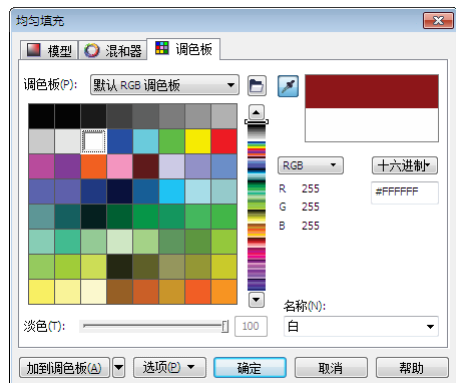 均匀填充
模型 混和器 调色板
调色板(P): 默认 RGB 调色板
RGB 十六进制
R 255 #FFFFFF
G 255
B 255
名称(N):
淡色(T): 100 白
加到调色板(A) 选项(P) 确定 取消 帮助